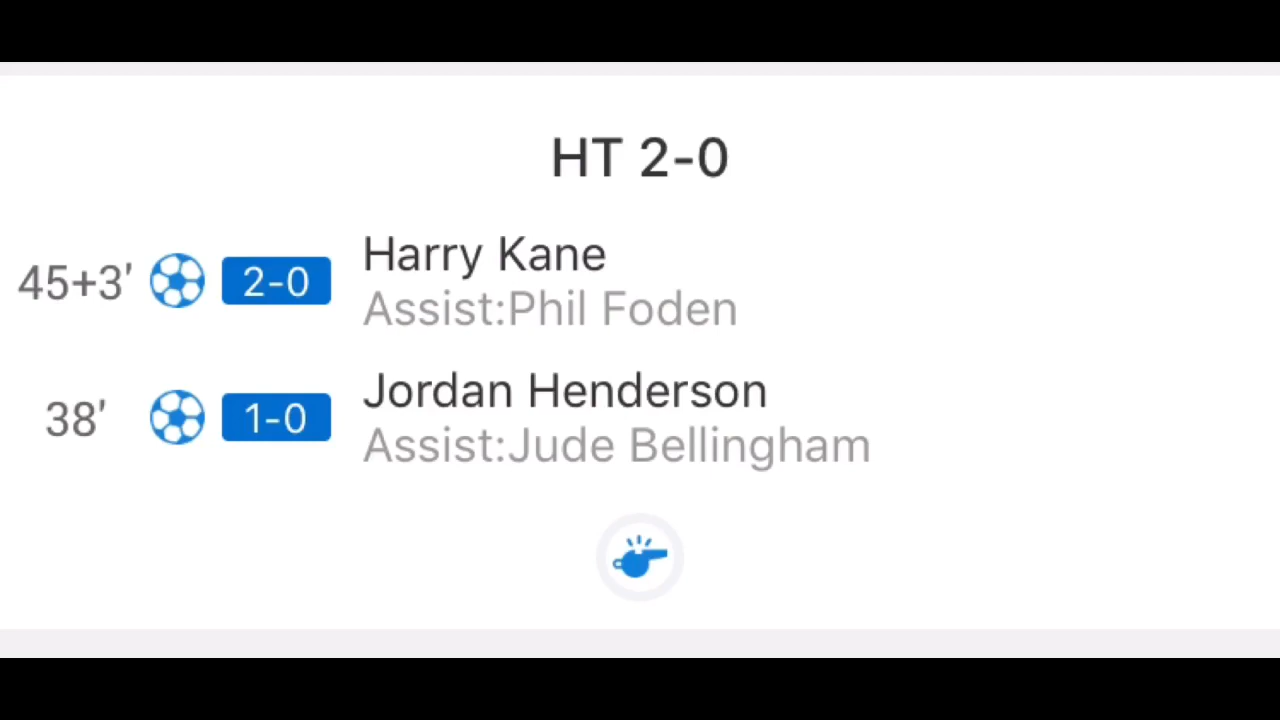 HT 2-0
45+3' 2-0 Harry Kane
Assist:Phil Foden
38' 1-0 Jordan Henderson
Assist:Jude Bellingham